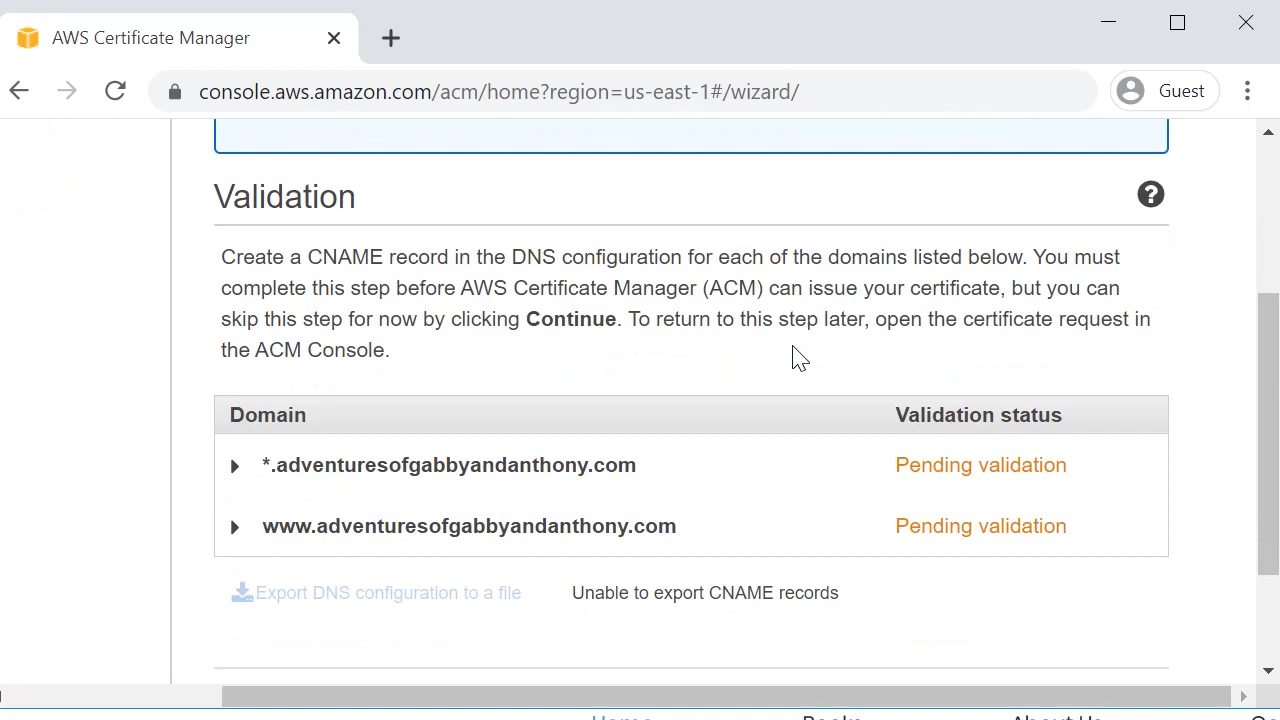 AWS Certificate Manager
console.aws.amazon.com/acm/home?region=us-east-1#/wizard/
Guest
Validation
?
Create a CNAME record in the DNS configuration for each of the domains listed below. You must
complete this step before AWS Certificate Manager (ACM) can issue your certificate, but you can
skip this step for now by clicking Continue. To return to this step later, open the certificate request in
the ACM Console.
Domain Validation status
*.adventuresofgabbyandanthony.com Pending validation
www.adventuresofgabbyandanthony.com Pending validation
Export DNS configuration to a file Unable to export CNAME records